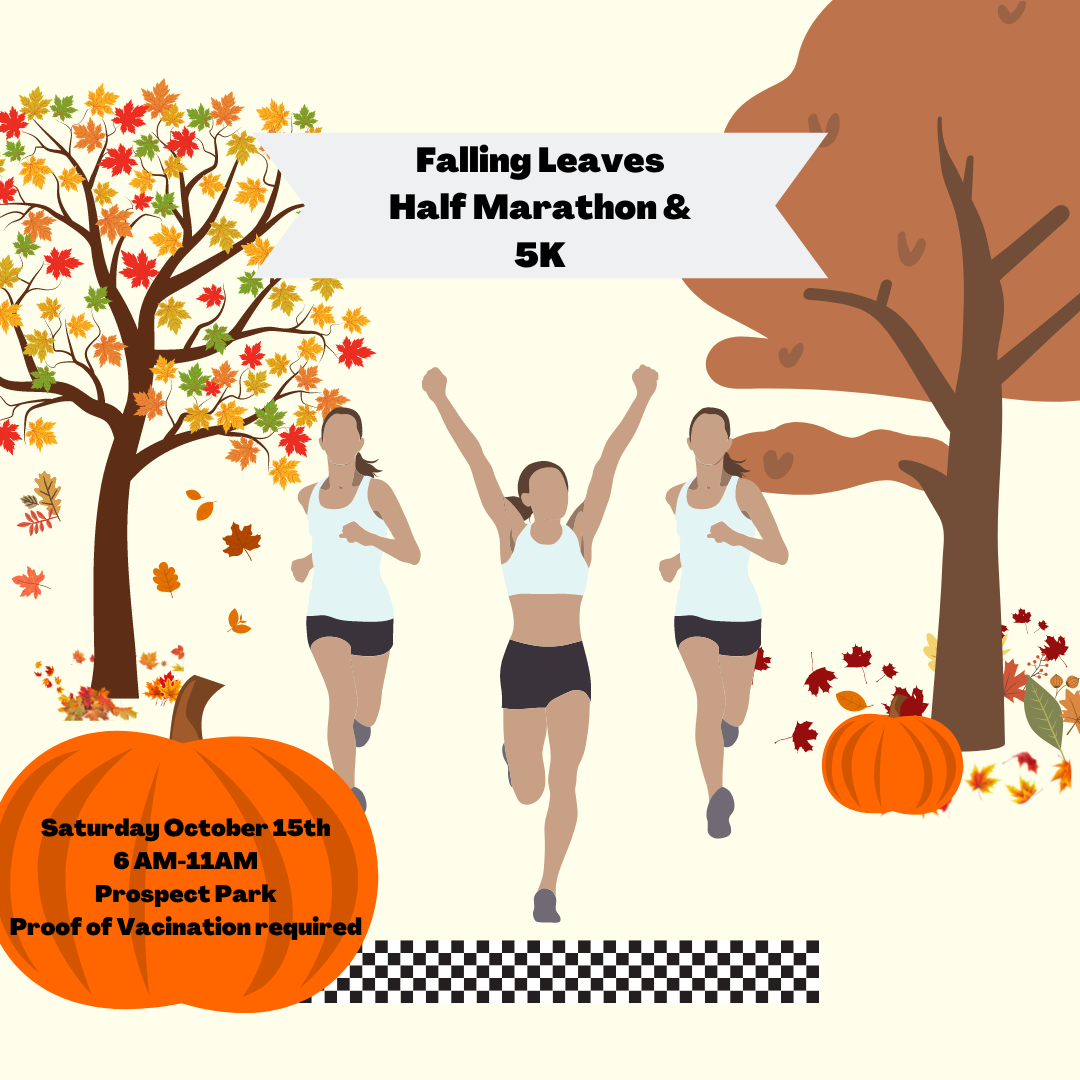 Falling Leaves
Half Marathon &
5K
Saturday October 15th
6 AM-11AM
Prospect Park
Proof of Vacination required